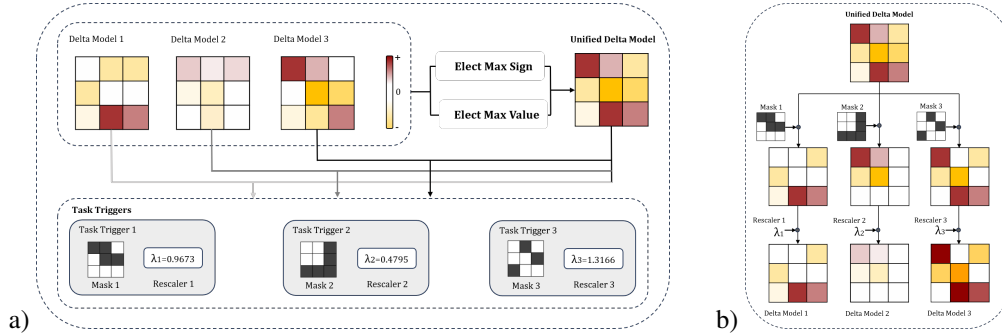 Delta Model 1
Delta Model 2
Delta Model 3
Unified Delta Model
+
0
-
Elect Max Sign
Elect Max Value
Task Triggers
Task Trigger 1
λ1=0.9673
Mask 1
Rescaler 1
Task Trigger 2
λ2=0.4795
Mask 2
Rescaler 2
Task Trigger 3
λ3=1.3166
Mask 3
Rescaler 3
a)
Unified Delta Model
Mask 1
Mask 2
Mask 3
Rescaler 1
λ1
Rescaler 2
λ2
Rescaler 3
λ3
Delta Model 1
Delta Model 2
Delta Model 3
b)